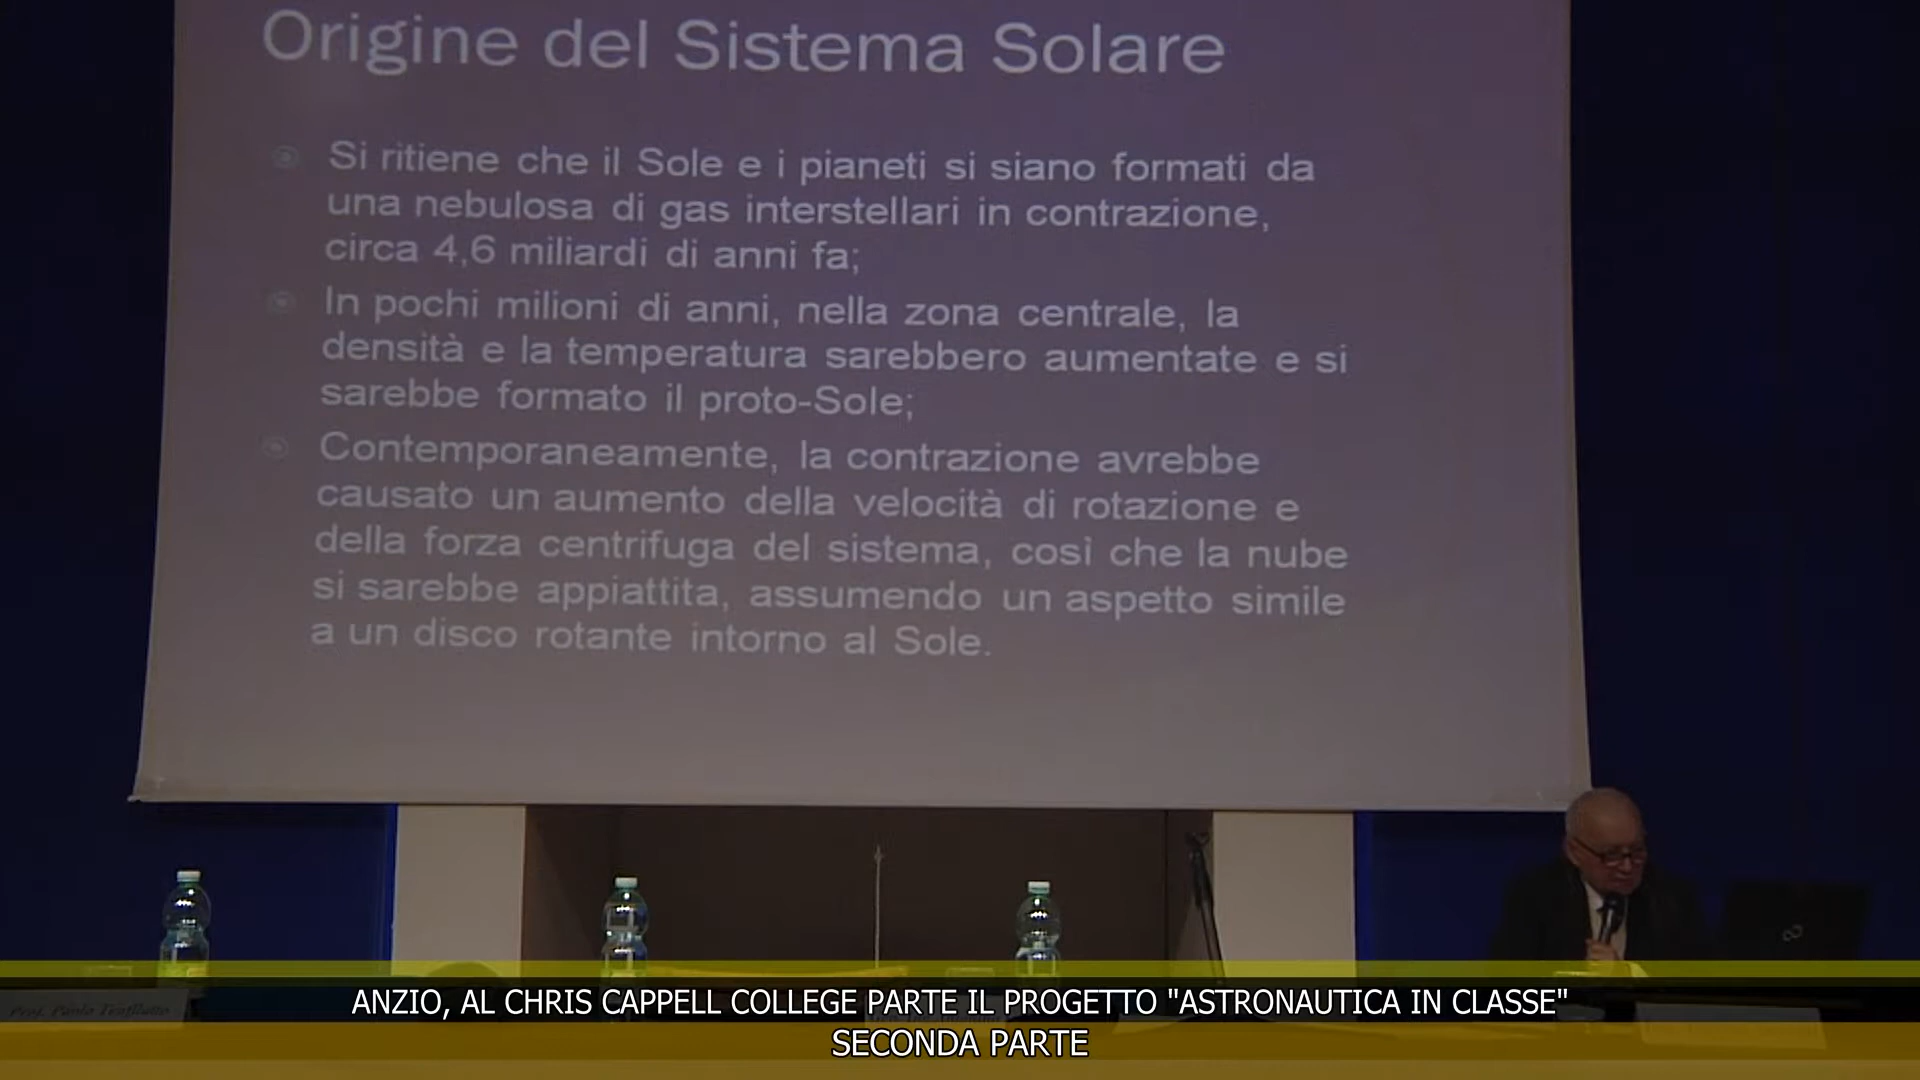 Origine del Sistema Solare
Si ritiene che il Sole e i pianeti si siano formati da
una nebulosa di gas interstellari in contrazione,
circa 4,6 miliardi di anni fa;
In pochi milioni di anni, nella zona centrale, la
densità e la temperatura sarebbero aumentate e si
sarebbe formato il proto-Sole;
Contemporaneamente, la contrazione avrebbe
causato un aumento della velocità di rotazione e
della forza centrifuga del sistema, così che la nube
si sarebbe appiattita, assumendo un aspetto simile
a un disco rotante intorno al Sole.
Prof. Paolo
ANZIO, AL CHRIS CAPPELL COLLEGE PARTE IL PROGETTO "ASTRONAUTICA IN CLASSE"
SECONDA PARTE